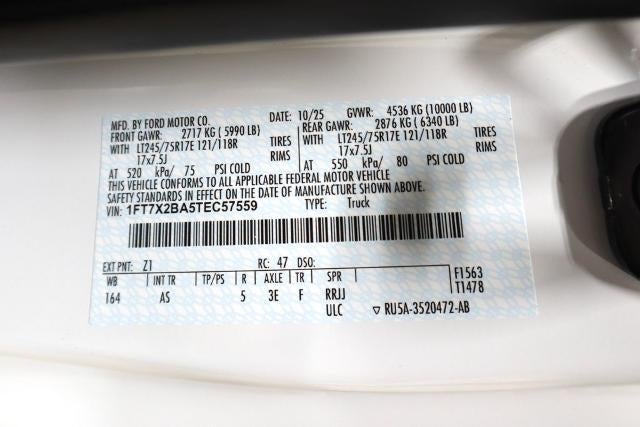 MFD. BY FORD MOTOR CO. DATE: 10/25 GVWR: 4536 KG (10000 LB)
FRONT GAWR: 2717 KG (5990 LB) REAR GAWR: 2876 KG (6340 LB)
WITH LT245/75R17E 121/118R TIRES WITH LT245/75R17E 121/118R TIRES
17x7.5J RIMS 17x7.5J RIMS
AT 520 kPa/ 75 PSI COLD AT 550 kPa/ 80 PSI COLD
THIS VEHICLE CONFORMS TO ALL APPLICABLE FEDERAL MOTOR VEHICLE
SAFETY STANDARDS IN EFFECT ON THE DATE OF MANUFACTURE SHOWN ABOVE.
VIN: 1FT7X2BA5TEC57559 TYPE: Truck
EXT PNT: Z1 RC: 47 DSO:
WB INT TR TP/PS R AXLE TR SPR F1563
164 AS 5 3E F RRJJ T1478
ULC ▽ RU5A-3520472-AB